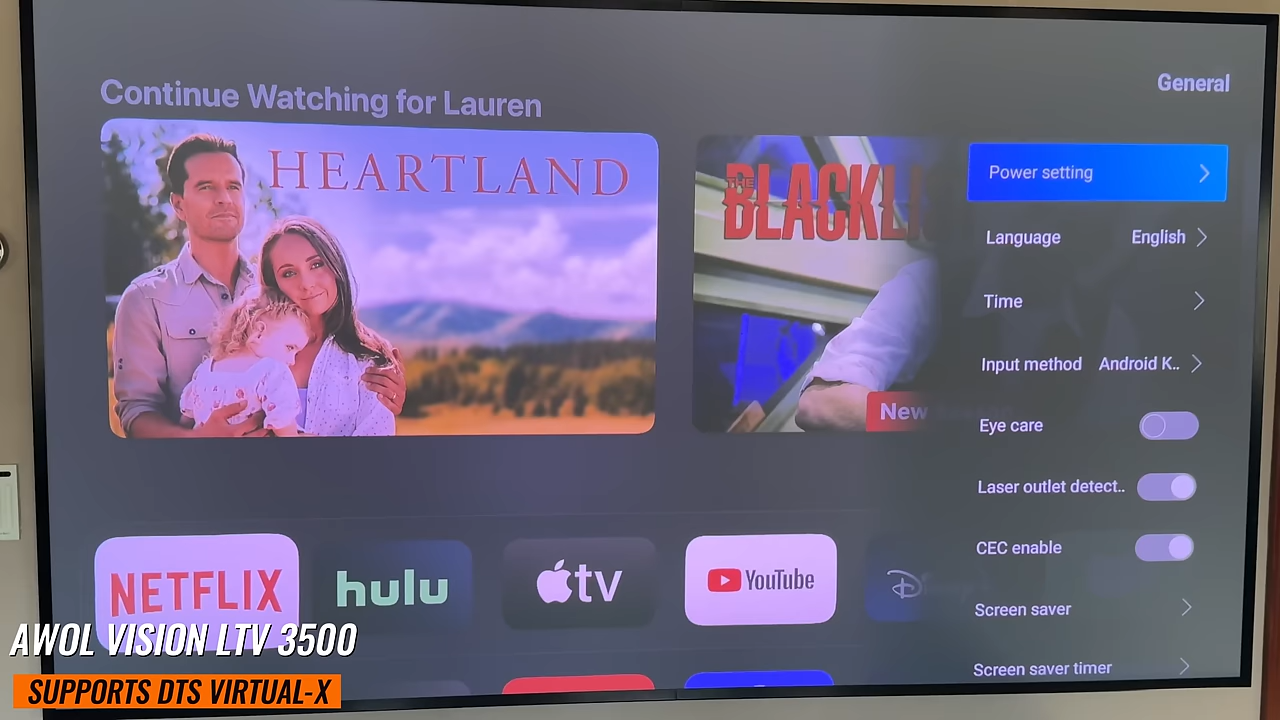 Continue Watching for Lauren
General
HEARTLAND
THE
BLACKLI
New
Power setting
Language English
Time
Input method Android K..
Eye care
Laser outlet detect..
CEC enable
Screen saver
Screen saver timer
NETFLIX
hulu
tv
YouTube
D
AWOL VISION LTV 3500
SUPPORTS DTS VIRTUAL-X